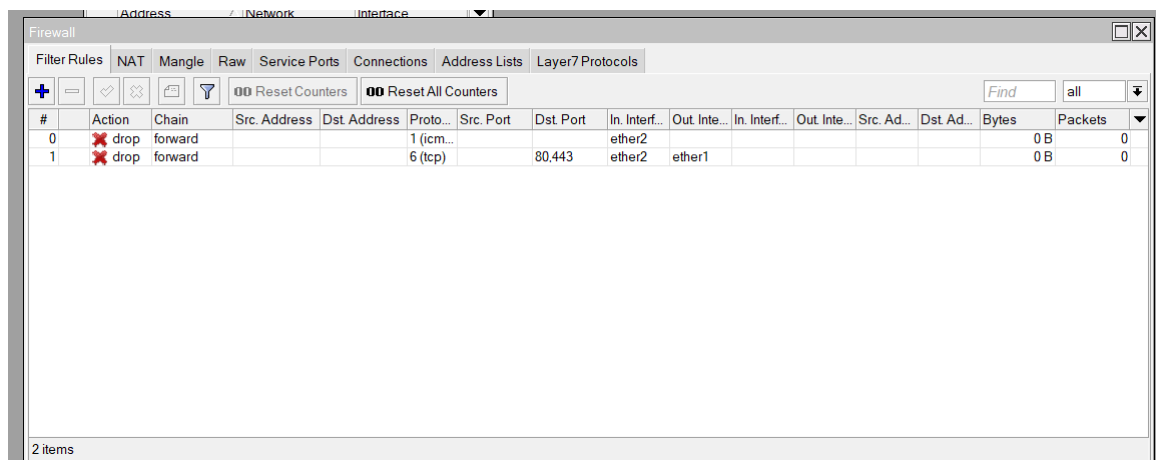 Address / Network Interface
Firewall
Filter Rules NAT Mangle Raw Service Ports Connections Address Lists Layer7 Protocols
00 Reset Counters 00 Reset All Counters Find all
# Action Chain Src. Address Dst. Address Proto... Src. Port Dst. Port In. Interf... Out. Inte... In. Interf... Out. Inte... Src. Ad... Dst. Ad... Bytes Packets
0 drop forward 1 (icm... ether2 0 B 0
1 drop forward 6 (tcp) 80,443 ether2 ether1 0 B 0
2 items